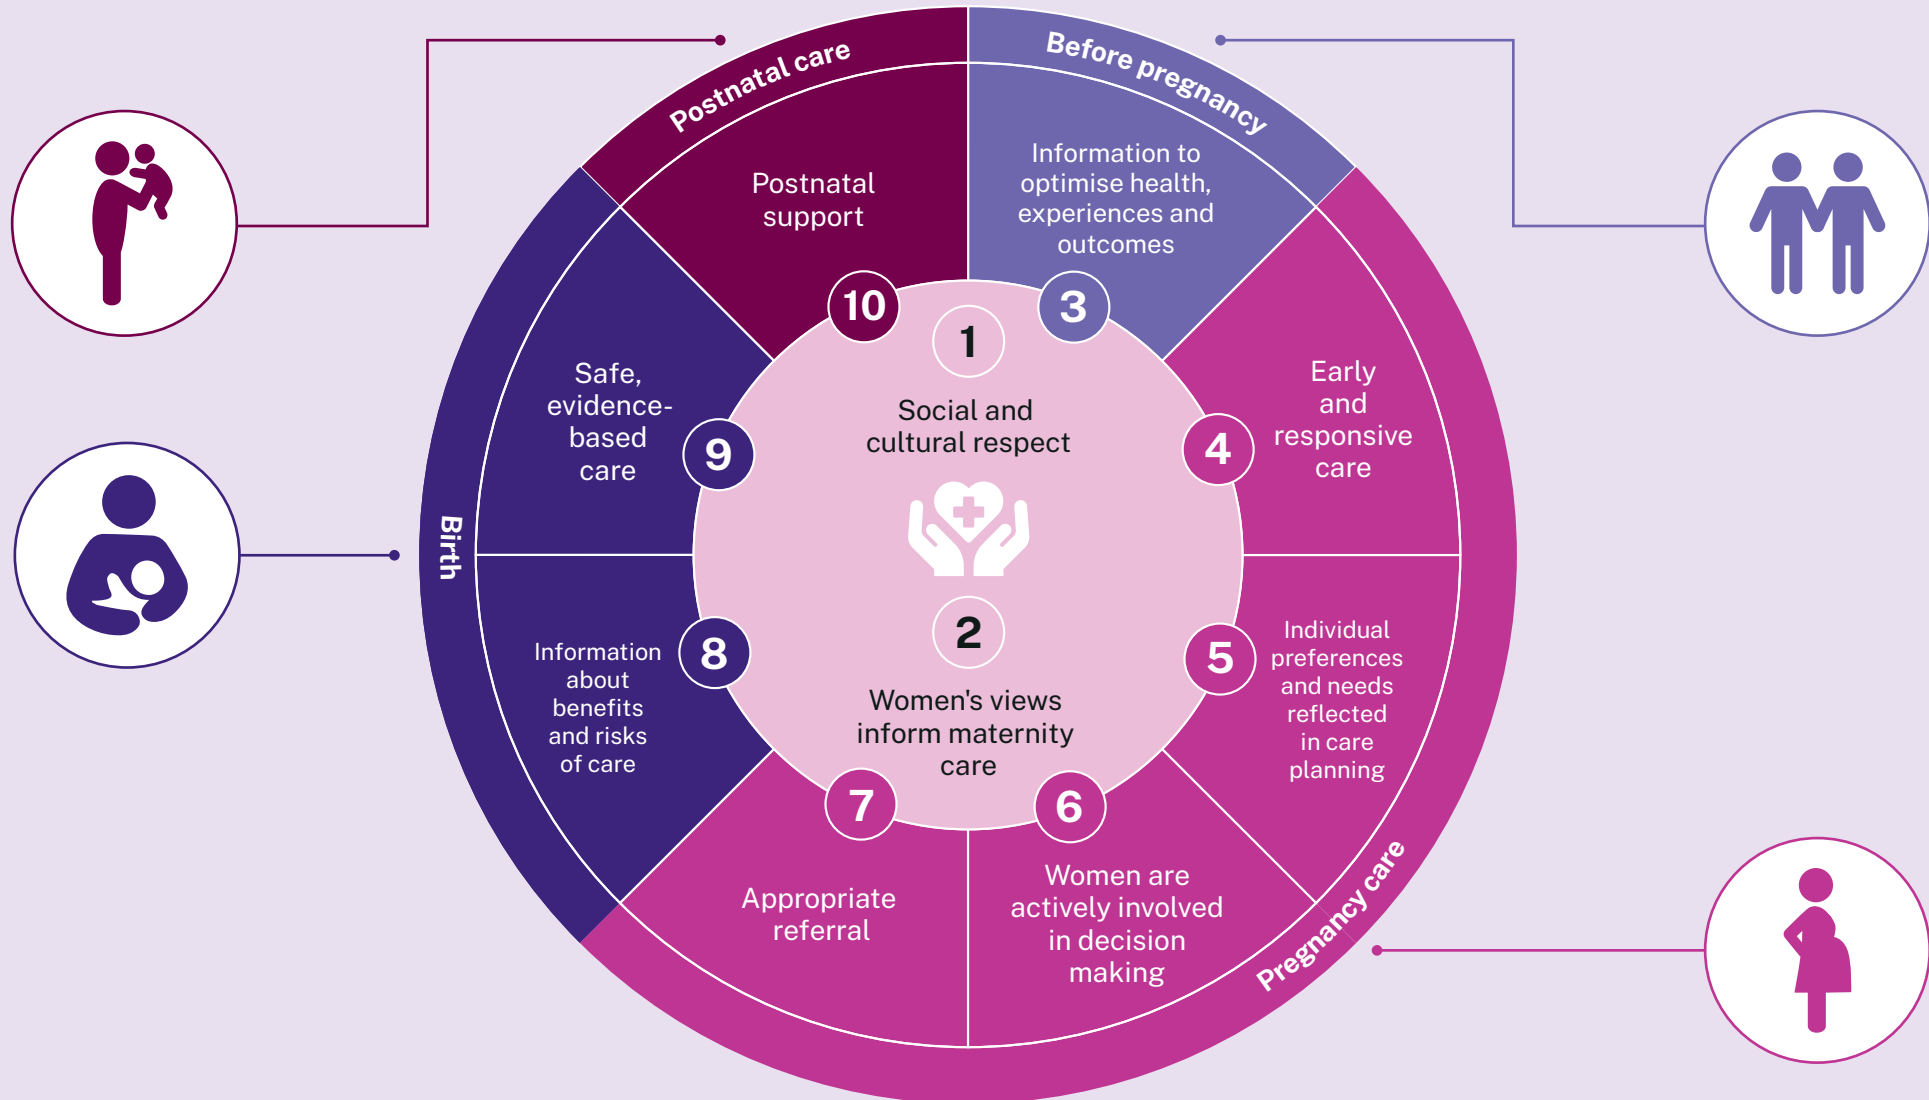 Postnatal care
Before pregnancy
Postnatal
support
10
Information to
optimise health,
experiences and
outcomes
3
1
Social and
cultural respect
2
Women's views
inform maternity
care
Early
and
responsive
care
4
Individual
preferences
and needs
reflected
in care
planning
5
Pregnancy care
Women are
actively involved
in decision
making
6
Appropriate
referral
7
Birth
Information
about
benefits
and risks
of care
8
Safe,
evidence-
based
care
9